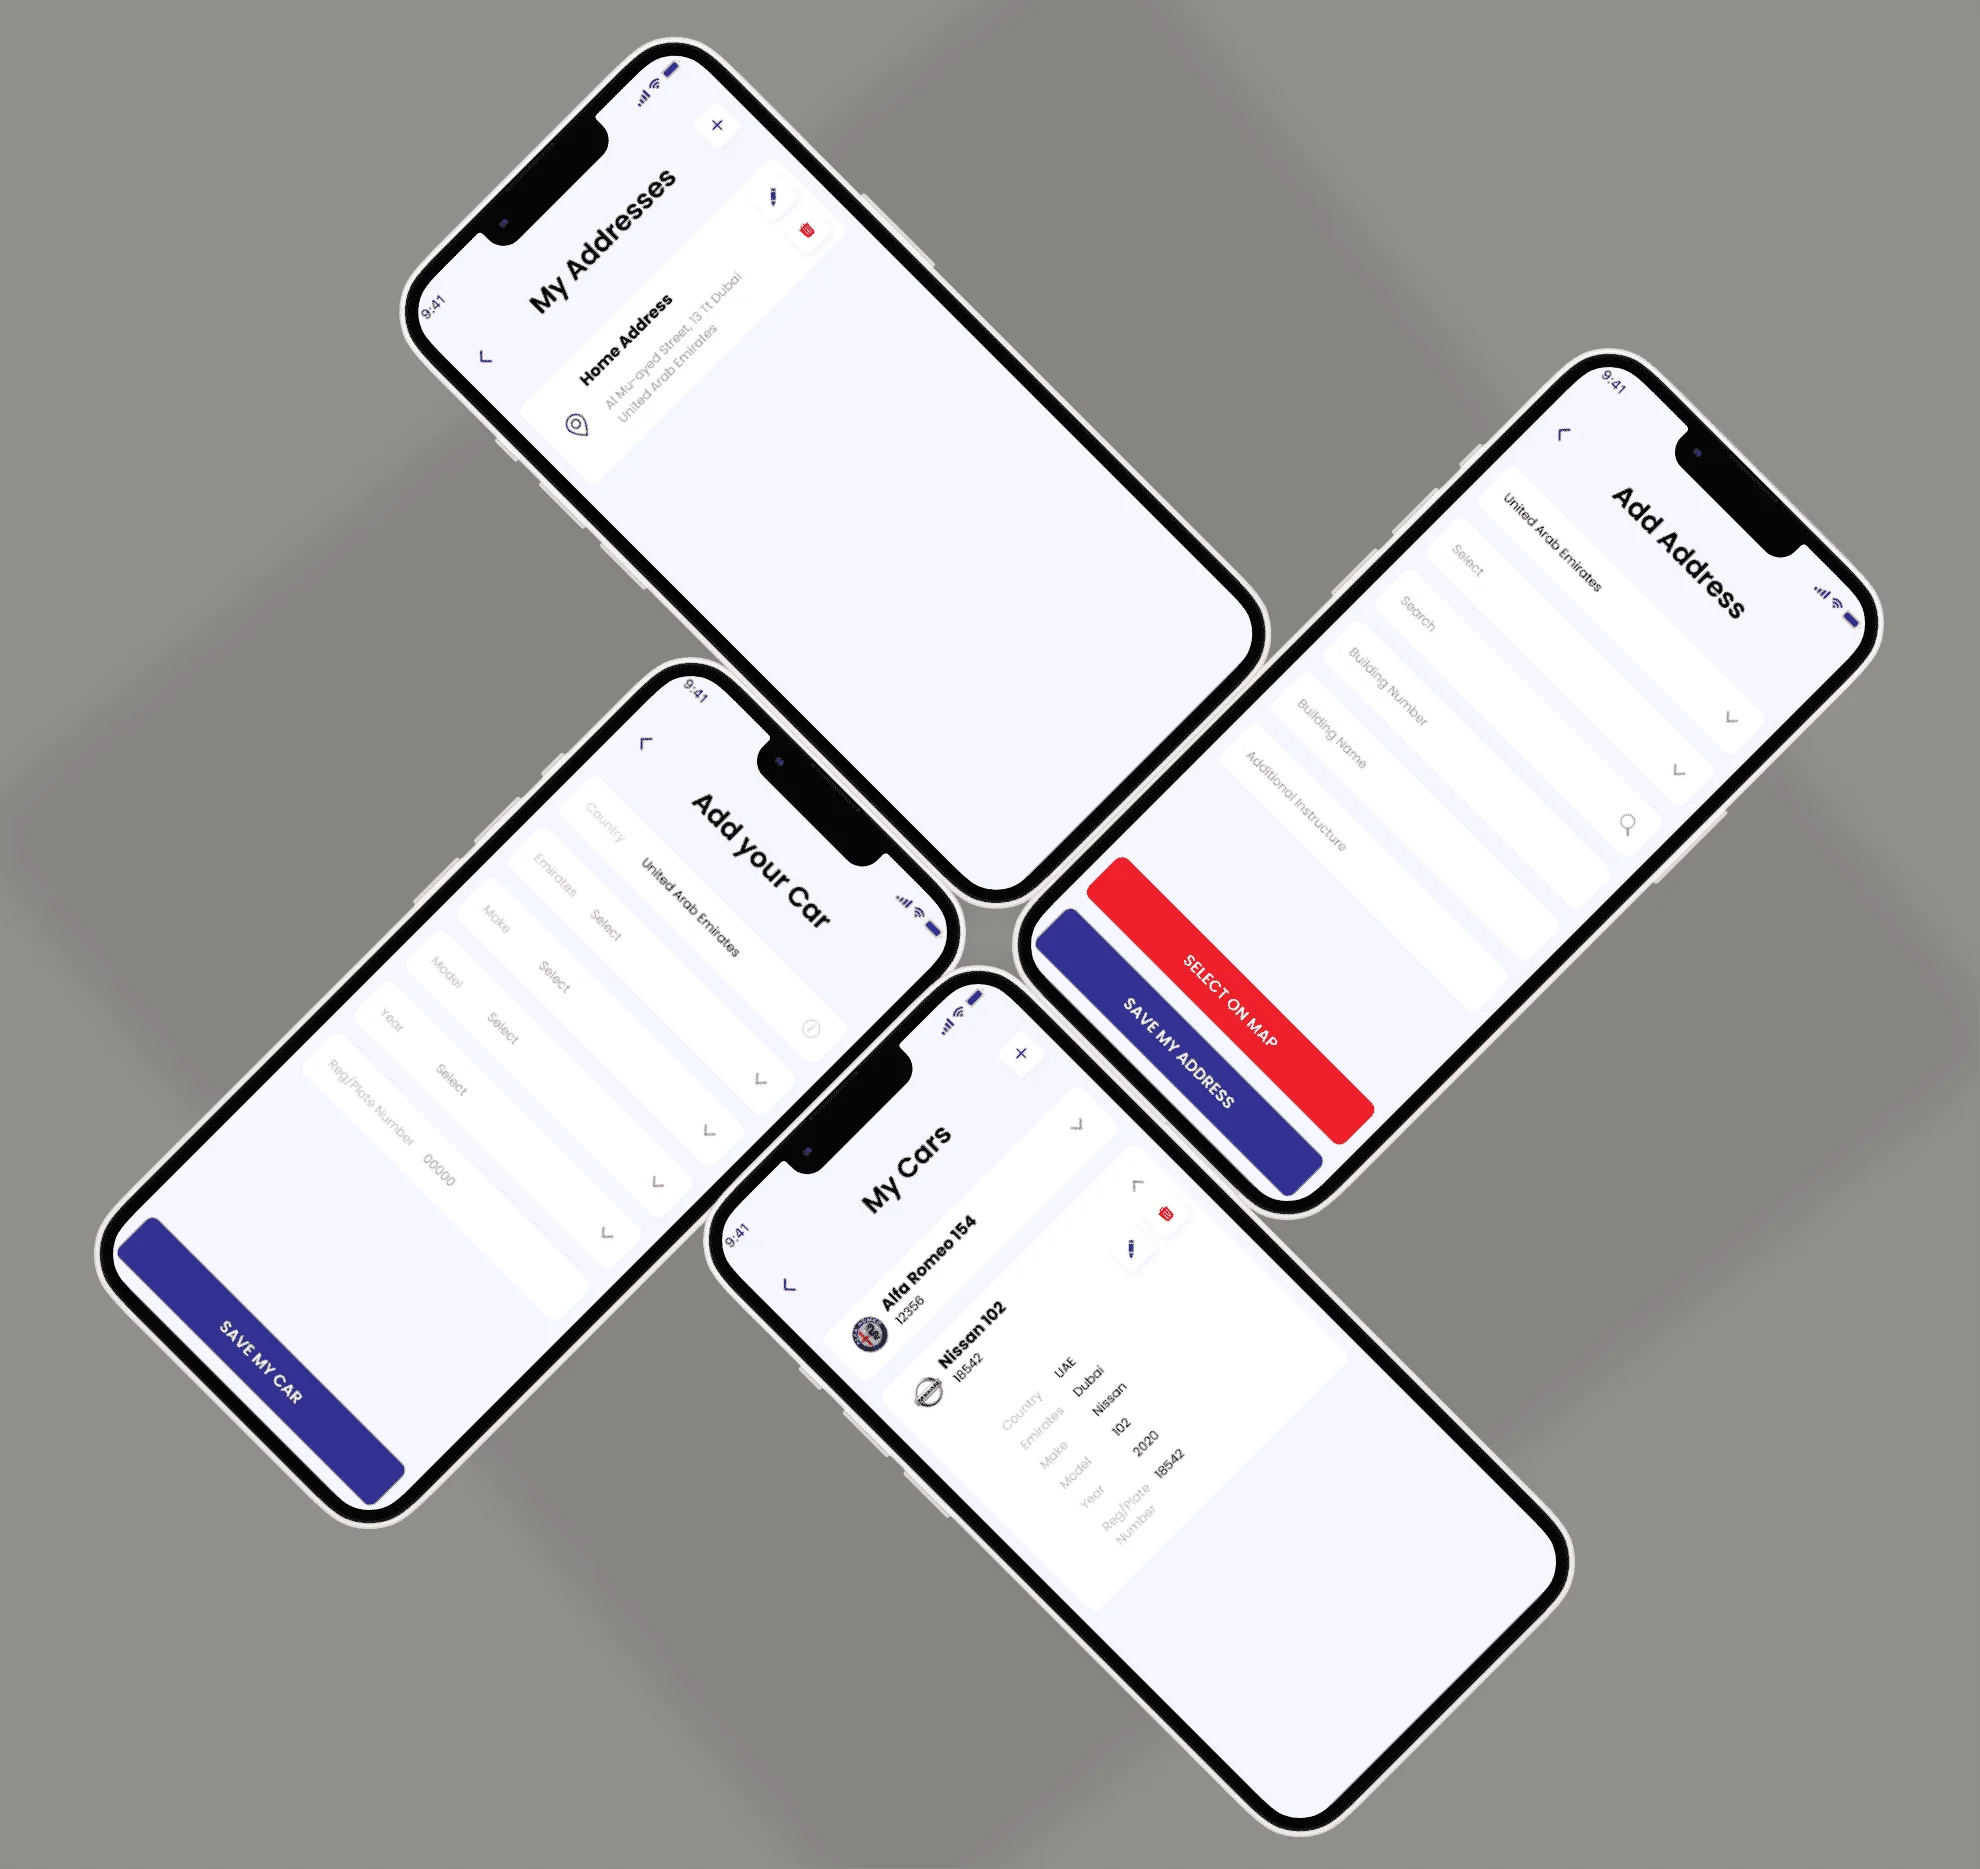 9:41
My Addresses
Home Address
Al Mu-ayed Street, 13 Tt Dubai
United Arab Emirates
9:41
Add Address
United Arab Emirates
Select
Search
Building Number
Building Name
Additional Instructure
SELECT ON MAP
SAVE MY ADDRESS
9:41
Add your Car
Country United Arab Emirates
Emirates Select
Make Select
Model Select
Year Select
Reg/Plate Number 00000
SAVE MY CAR
9:41
My Cars
Alfa Romeo 154
12356
Nissan 102
18542
NISSAN
Country UAE
Emirates Dubai
Make Nissan
Model 102
Year 2020
Reg/Plate 18542
Number